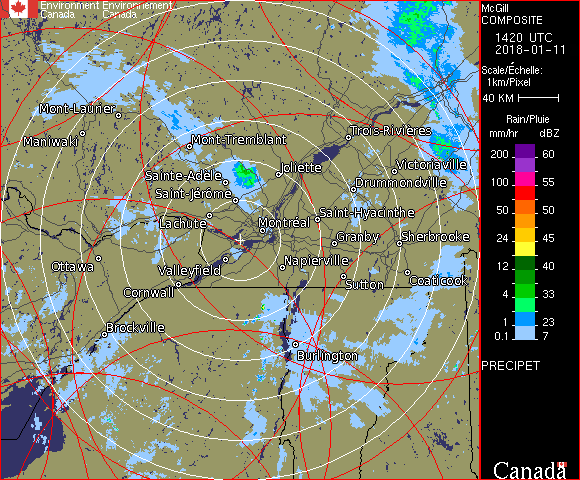 Environment Environnement
Canada Canada
Mont-Laurier
Maniwaki
Mont-Tremblant
Trois-Rivières
Sainte-Adèle
Joliette
Victoriaville
Saint-Jérôme
Drummondville
Lachute
Montréal
Saint-Hyacinthe
Granby
Sherbrooke
Ottawa
Valleyfield
Napierville
Cornwall
Sutton
Coaticook
Brockville
Burlington
McGill
COMPOSITE
1420 UTC
2018-01-11
Scale/Échelle:
1km/Pixel
40 KM
Rain/Pluie
mm/hr dBZ
200 60
150 57
100 55
50 50
24 45
12 40
4 33
1 23
0.1 7
PRECIPET
Canada